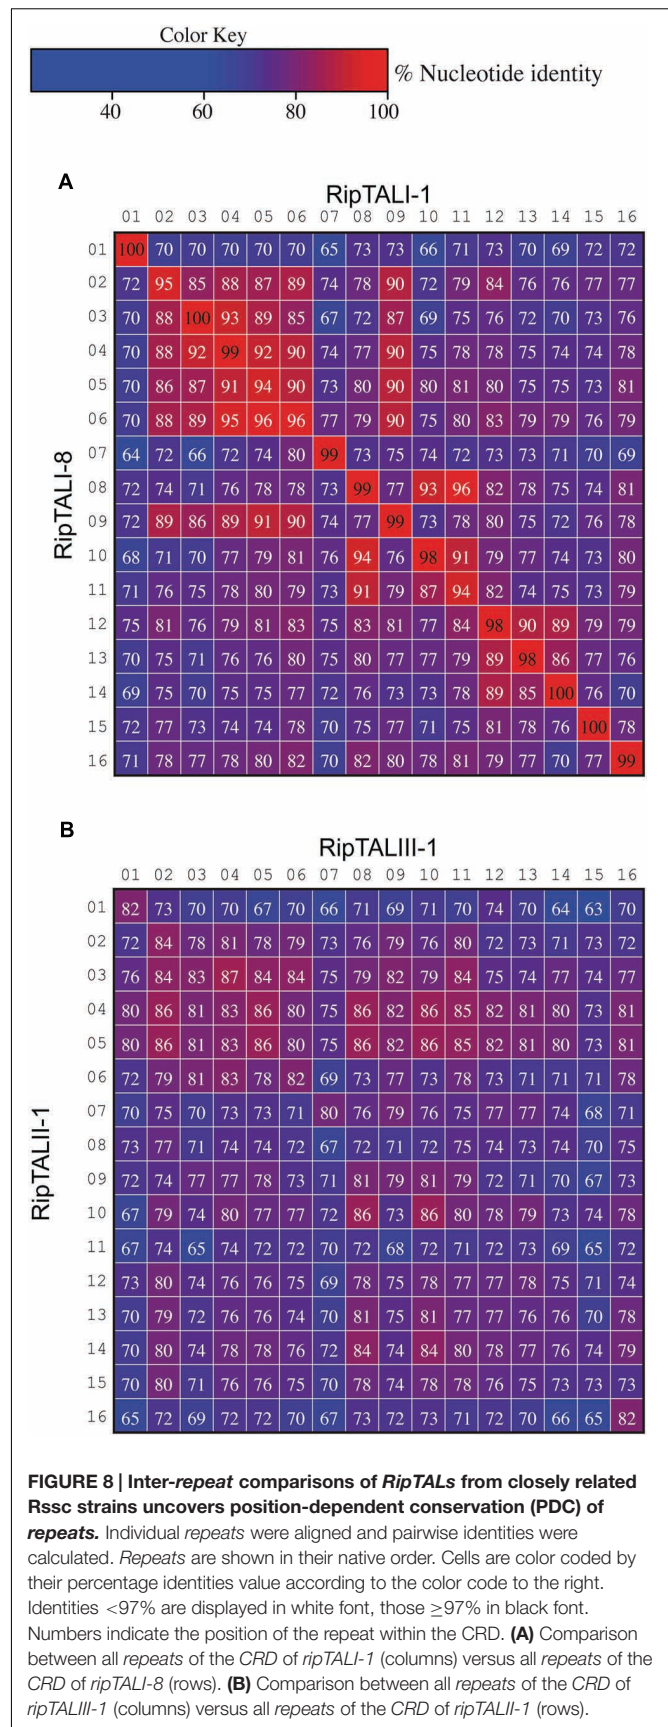 Color Key
% Nucleotide identity
40 60 80 100
A
RipTALI-1
01 02 03 04 05 06 07 08 09 10 11 12 13 14 15 16
RipTALI-8
01 100 70 70 70 70 70 65 73 73 66 71 73 70 69 72 72
02 72 95 85 88 87 89 74 78 90 72 79 84 76 76 77 77
03 70 88 100 93 89 85 67 72 87 69 75 76 72 70 73 76
04 70 88 92 99 92 90 74 77 90 75 78 78 75 74 74 78
05 70 86 87 91 94 90 73 80 90 80 81 80 75 75 73 81
06 70 88 89 95 96 96 77 79 90 75 80 83 79 79 76 79
07 64 72 66 72 74 80 99 73 75 74 72 73 73 71 70 69
08 72 74 71 76 78 78 73 99 77 93 96 82 78 75 74 81
09 72 89 86 89 91 90 74 77 99 73 78 80 75 72 76 78
10 68 71 70 77 79 81 76 94 76 98 91 79 77 74 73 80
11 71 76 75 78 80 79 73 91 79 87 94 82 74 75 73 79
12 75 81 76 79 81 83 75 83 81 77 84 98 90 89 79 79
13 70 75 71 76 76 80 75 80 77 77 79 89 98 86 77 76
14 69 75 70 75 75 77 72 76 73 73 78 89 85 100 76 70
15 72 77 73 74 74 78 70 75 77 71 75 81 78 76 100 78
16 71 78 77 78 80 82 70 82 80 78 81 79 77 70 77 99
B
RipTALIII-1
01 02 03 04 05 06 07 08 09 10 11 12 13 14 15 16
RipTALII-1
01 82 73 70 70 67 70 66 71 69 71 70 74 70 64 63 70
02 72 84 78 81 78 79 73 76 79 76 80 72 73 71 73 72
03 76 84 83 87 84 84 75 79 82 79 84 75 74 77 74 77
04 80 86 81 83 86 80 75 86 82 86 85 82 81 80 73 81
05 80 86 81 83 86 80 75 86 82 86 85 82 81 80 73 81
06 72 79 81 83 78 82 69 73 77 73 78 73 71 71 71 78
07 70 75 70 73 73 71 80 76 79 76 75 77 77 74 68 71
08 73 77 71 74 74 72 67 72 71 72 75 74 73 74 70 75
09 72 74 77 77 78 73 71 81 79 81 79 72 71 70 67 73
10 67 79 74 80 77 77 72 86 73 86 80 78 79 73 74 78
11 67 74 65 74 72 72 70 72 68 72 71 72 73 69 65 72
12 73 80 74 76 76 75 69 78 75 78 77 77 78 75 71 74
13 70 79 72 76 76 74 70 81 75 81 77 77 76 76 70 78
14 70 80 74 78 78 76 72 84 74 84 80 78 77 76 74 79
15 70 80 71 76 76 75 70 78 74 78 78 76 75 73 73 73
16 65 72 69 72 72 70 67 73 72 73 71 72 70 66 65 82
FIGURE 8 | Inter-repeat comparisons of RipTALs from closely related
Rssc strains uncovers position-dependent conservation (PDC) of
repeats. Individual repeats were aligned and pairwise identities were
calculated. Repeats are shown in their native order. Cells are color coded by
their percentage identities value according to the color code to the right.
Identities <97% are displayed in white font, those ≥97% in black font.
Numbers indicate the position of the repeat within the CRD. (A) Comparison
between all repeats of the CRD of ripTALI-1 (columns) versus all repeats of the
CRD of ripTALI-8 (rows). (B) Comparison between all repeats of the CRD of
ripTALIII-1 (columns) versus all repeats of the CRD of ripTALII-1 (rows).